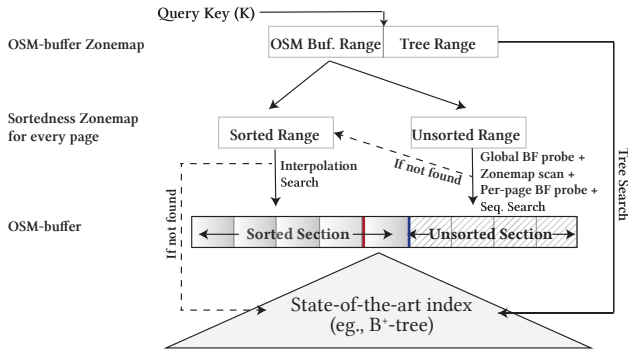 Query Key (K)
OSM-buffer Zonemap
OSM Buf. Range
Tree Range
Sortedness Zonemap
for every page
Sorted Range
Unsorted Range
If not found
Interpolation
Search
Global BF probe +
Zonemap scan +
Per-page BF probe +
Seq. Search
Tree Search
If not found
OSM-buffer
Sorted Section
Unsorted Section
State-of-the-art index
(eg., B⁺-tree)